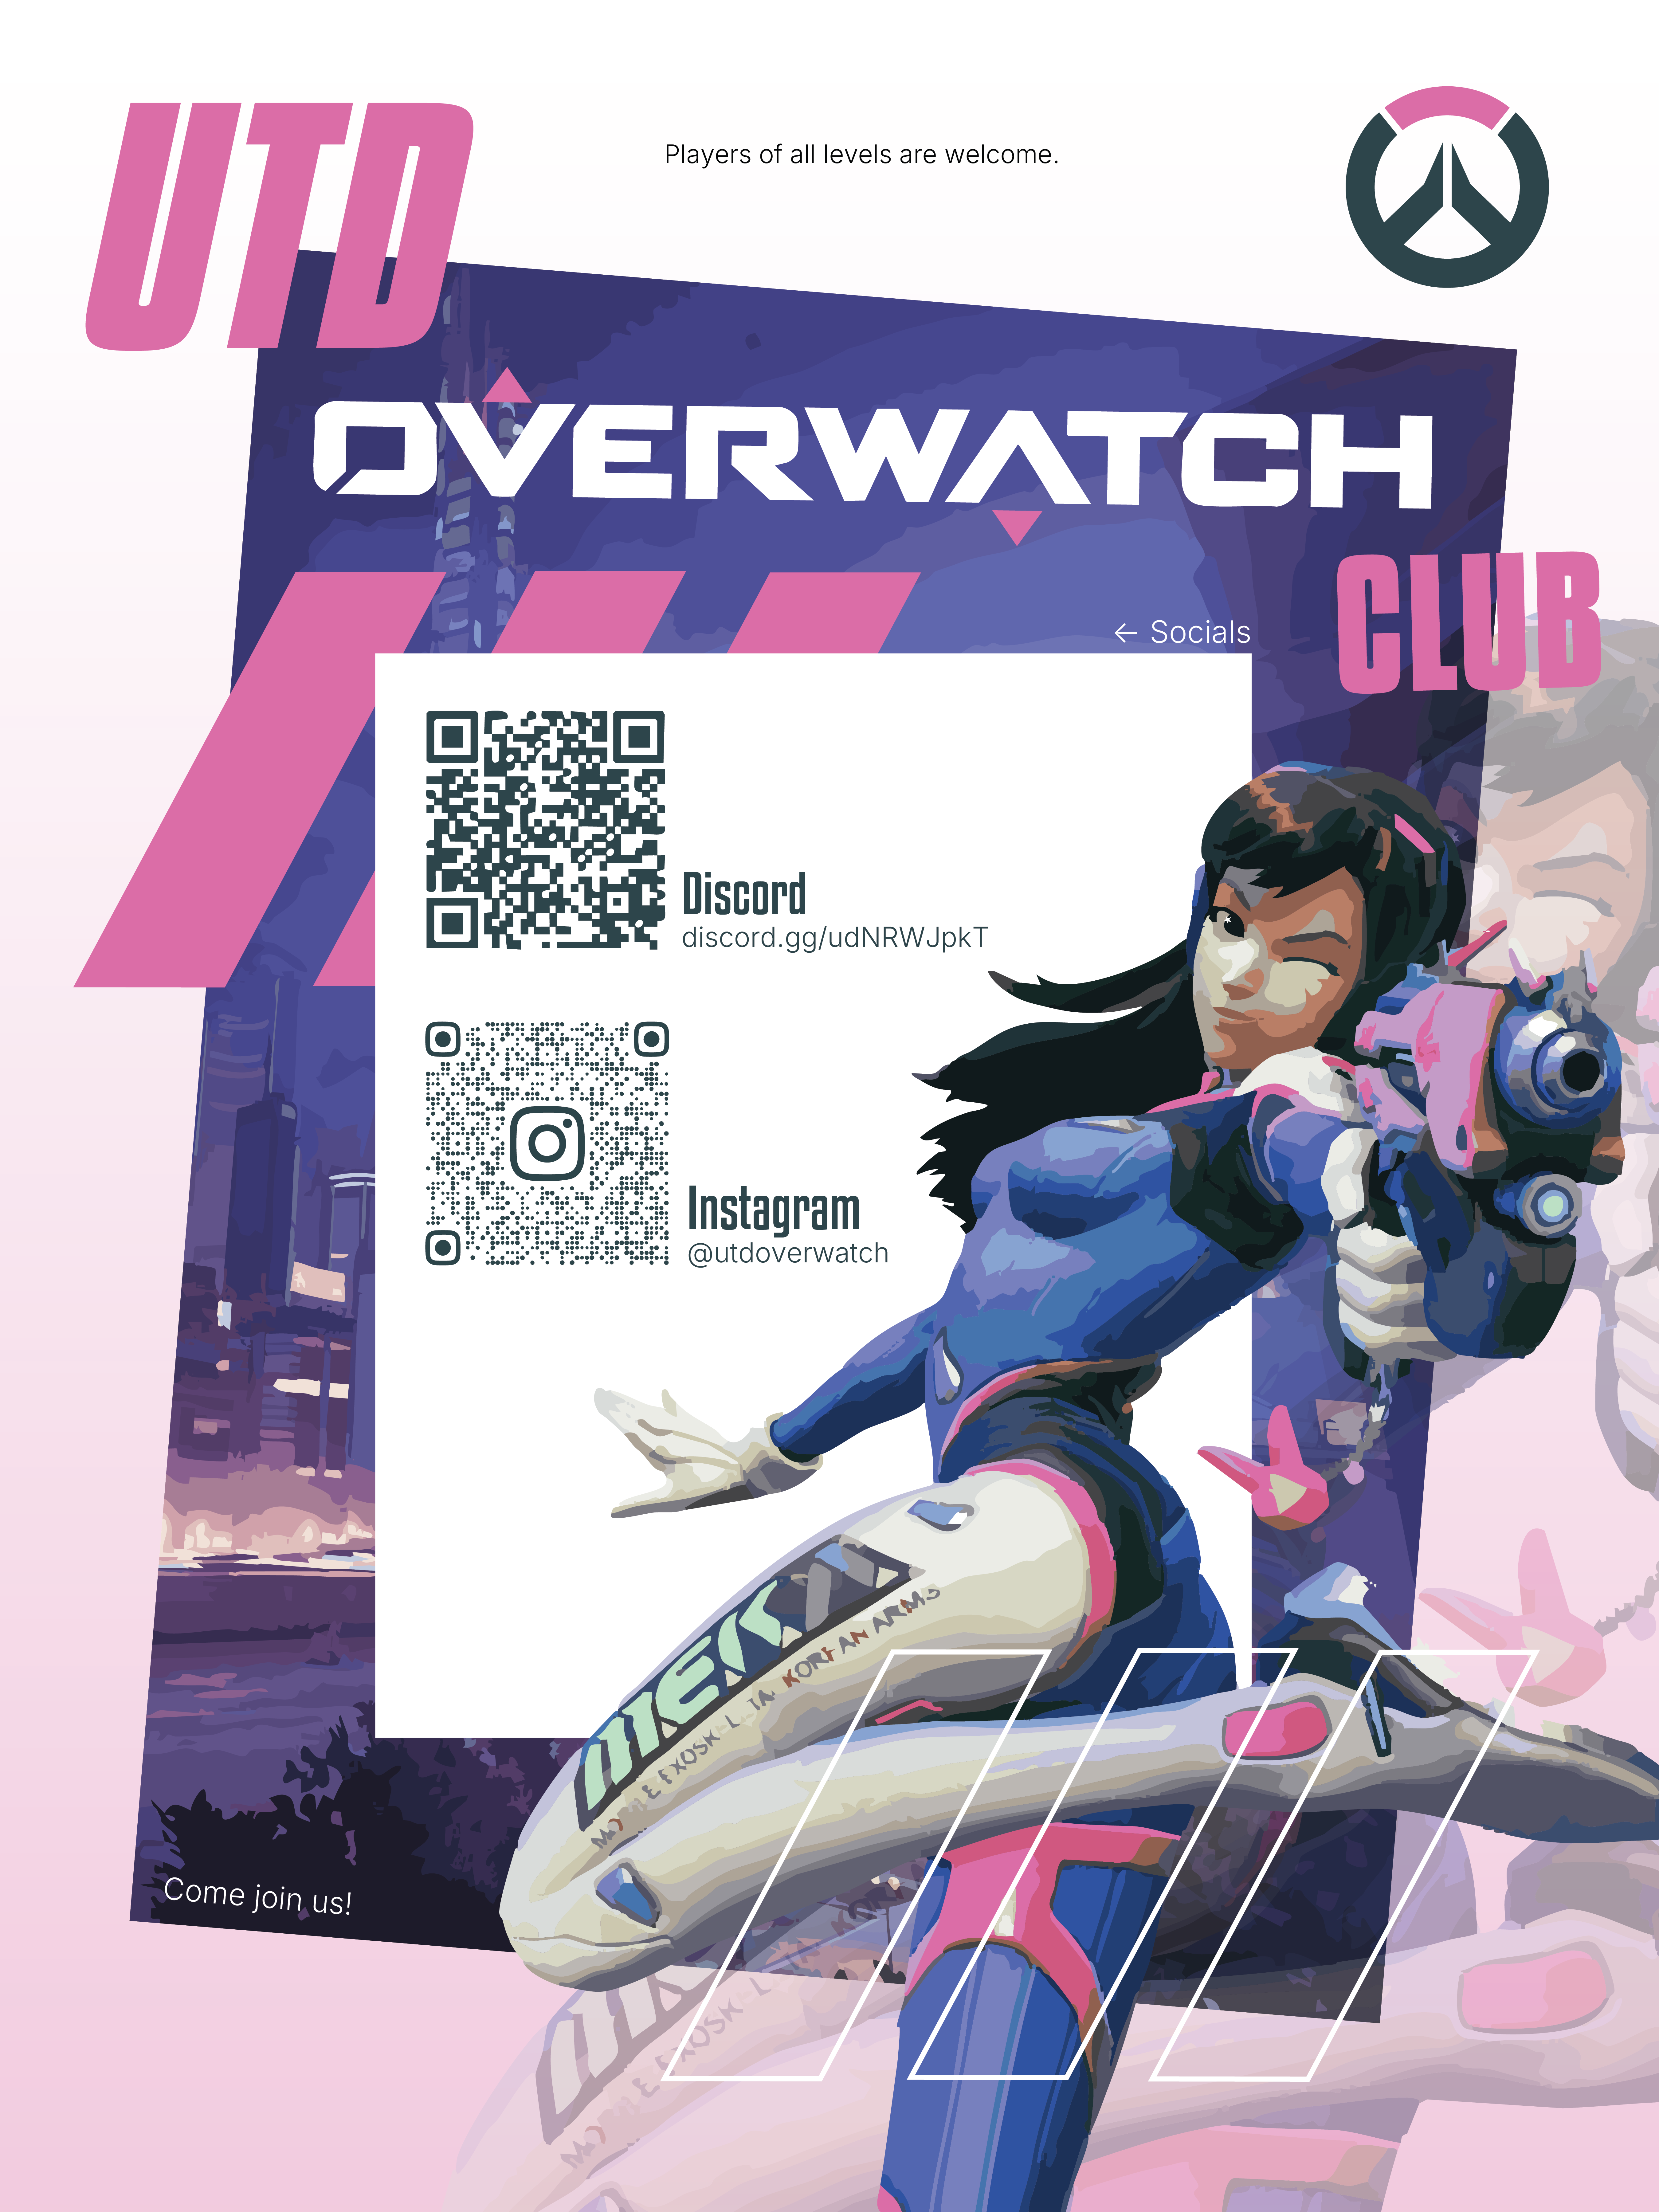 UTD
Players of all levels are welcome.
OVERWATCH
CLUB
← Socials
Discord
discord.gg/udNRWJpkT
Instagram
@utdoverwatch
KOREAN ARMS
Come join us!